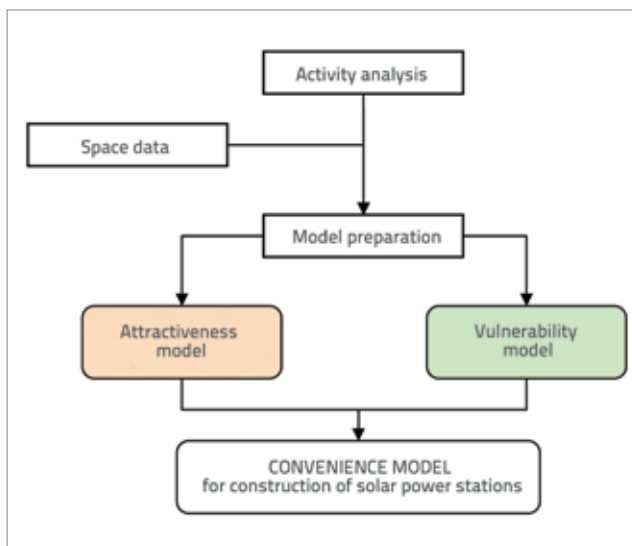 Activity analysis
Space data
Model preparation
Attractiveness
model
Vulnerability
model
CONVENIENCE MODEL
for construction of solar power stations